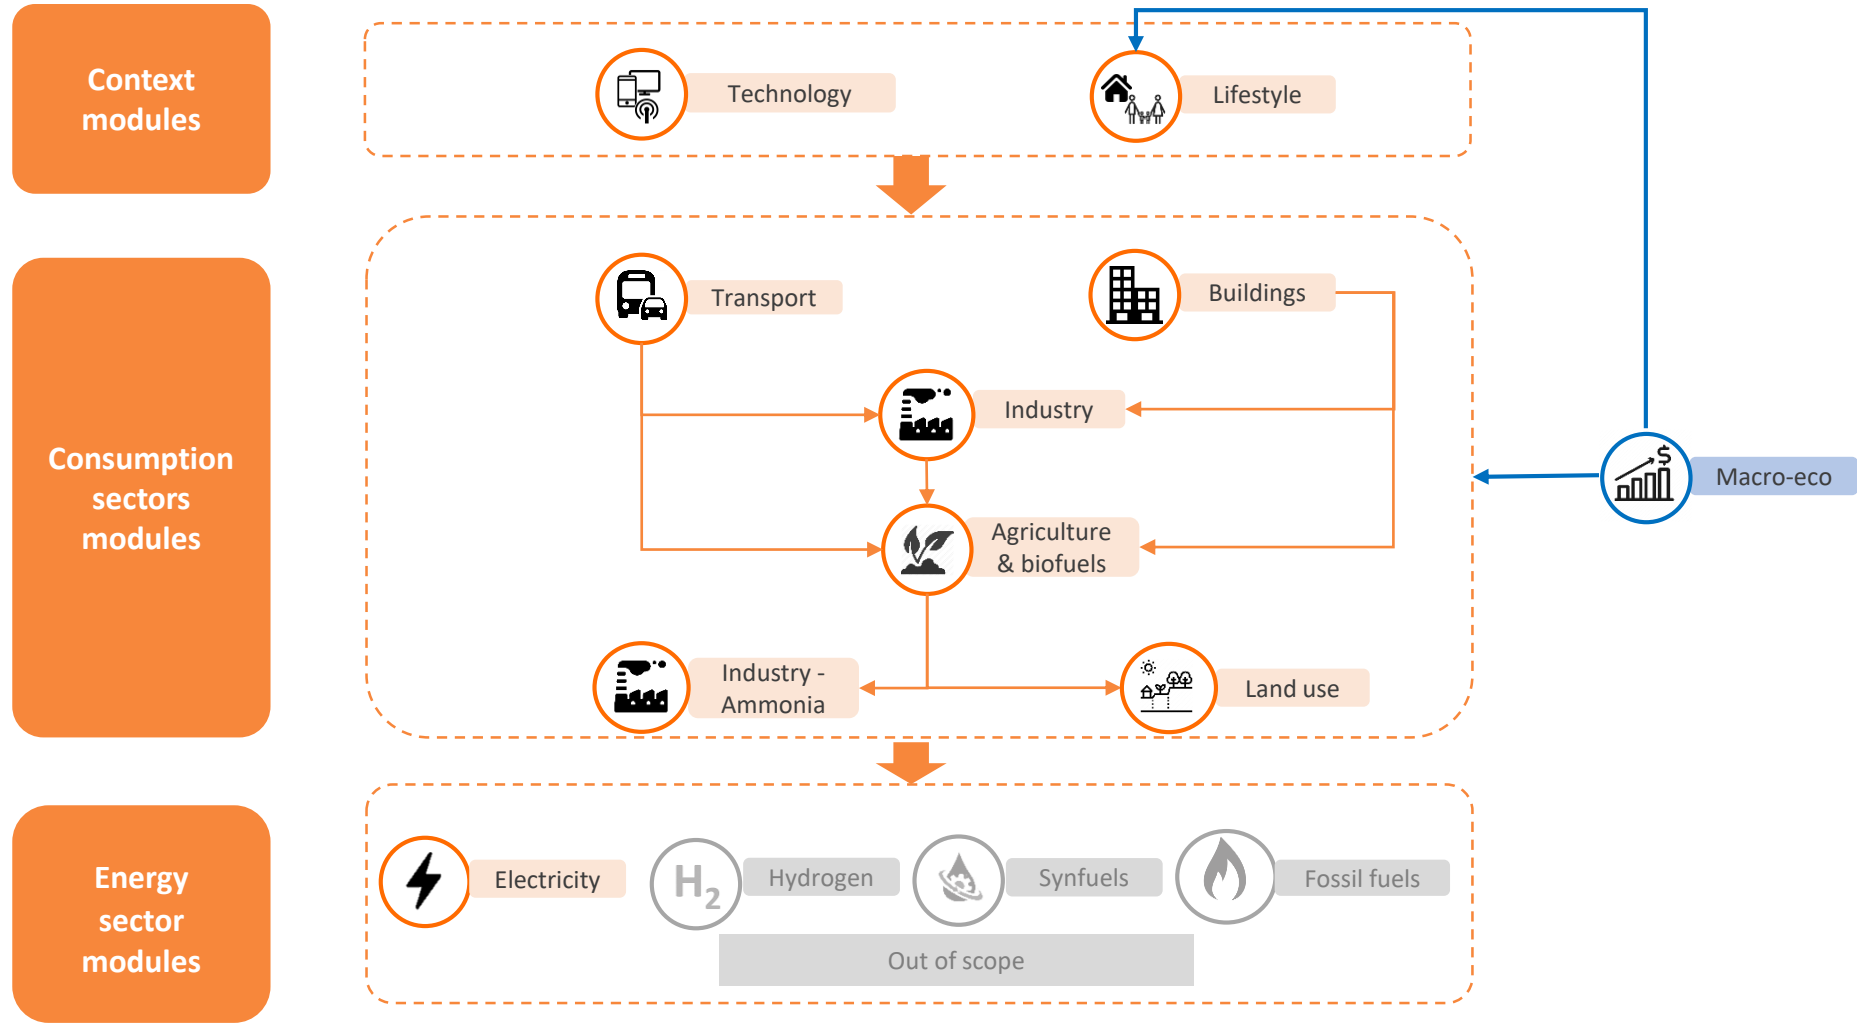 Context
modules
Technology
Lifestyle
Consumption
sectors
modules
Transport
Buildings
Industry
$
Macro-eco
Agriculture
& biofuels
Industry -
Ammonia
Land use
Energy
sector
modules
Electricity
H2
Hydrogen
Synfuels
Fossil fuels
Out of scope